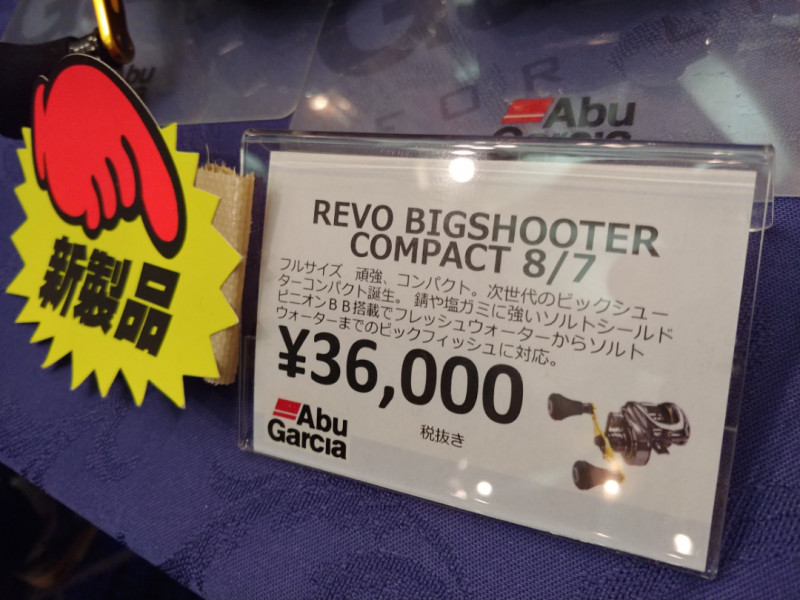 Abu
FOR
Abu
Garcia
新製品
REVO BIGSHOOTER
COMPACT 8/7
フルサイズ 頑強、コンパクト。次世代のビックシュー
ターコンパクト誕生。錆や塩ガミに強いソルトシールド
ピニオンBB搭載でフレッシュウォーターからソルト
ウォーターまでのビックフィッシュに対応。
¥36,000
税抜き
Abu
Garcia